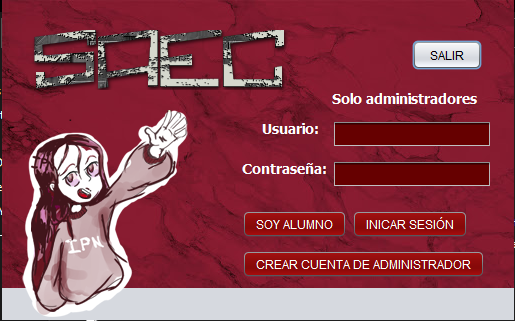 SAEC
SALIR
Solo administradores
Usuario:
Contraseña:
SOY ALUMNO
INICAR SESIÓN
IPN
CREAR CUENTA DE ADMINISTRADOR